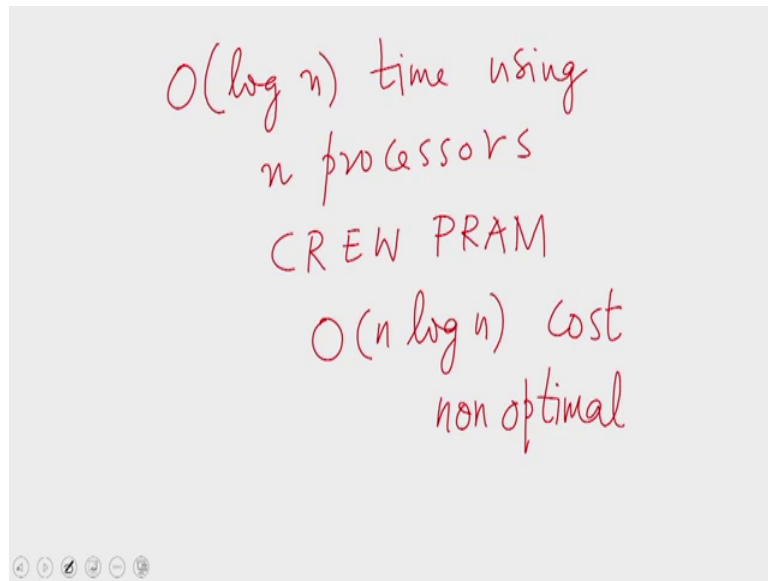 O(log n) time using
n processors
CREW PRAM
O(n log n) cost
non optimal